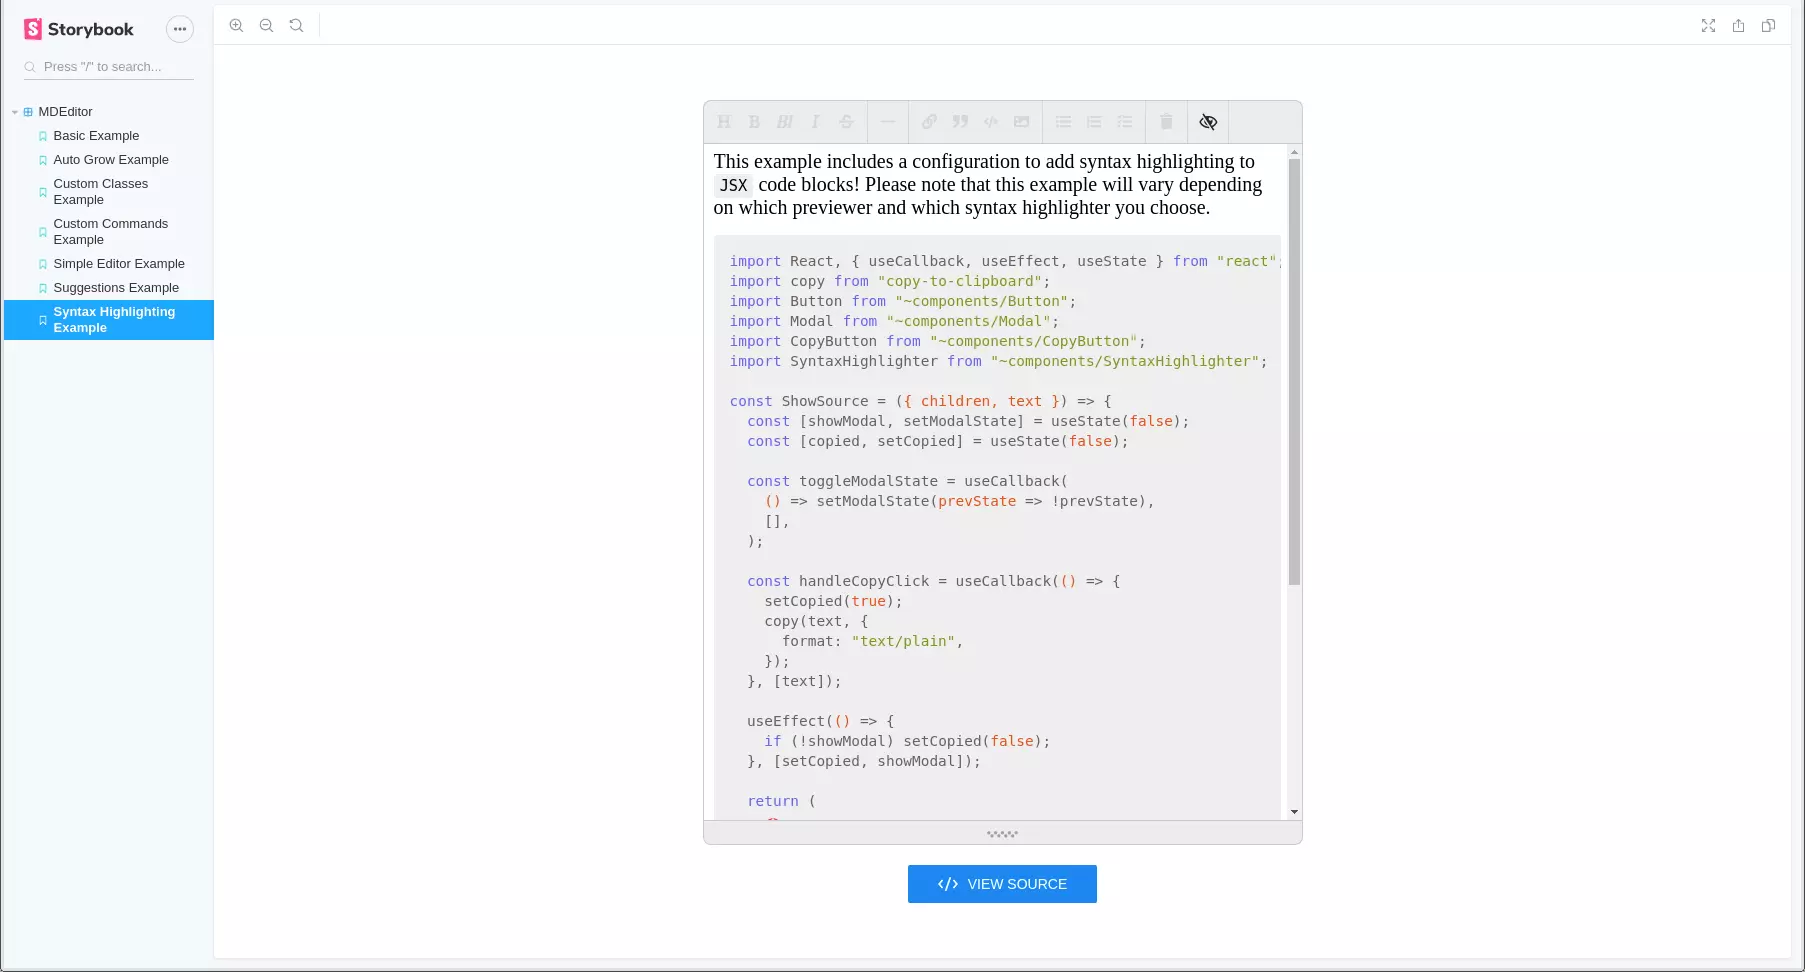 Storybook
Press "/" to search...
MDEditor
Basic Example
Auto Grow Example
Custom Classes
Example
Custom Commands
Example
Simple Editor Example
Suggestions Example
Syntax Highlighting
Example
H B BI I S
This example includes a configuration to add syntax highlighting to
JSX code blocks! Please note that this example will vary depending
on which previewer and which syntax highlighter you choose.
import React, { useCallback, useEffect, useState } from "react";
import copy from "copy-to-clipboard";
import Button from "~components/Button";
import Modal from "~components/Modal";
import CopyButton from "~components/CopyButton";
import SyntaxHighlighter from "~components/SyntaxHighlighter";
const ShowSource = ({ children, text }) => {
  const [showModal, setModalState] = useState(false);
  const [copied, setCopied] = useState(false);
  const toggleModalState = useCallback(
    () => setModalState(prevState => !prevState),
    [],
  );
  const handleCopyClick = useCallback(() => {
    setCopied(true);
    copy(text, {
      format: "text/plain",
    });
  }, [text]);
  useEffect(() => {
    if (!showModal) setCopied(false);
  }, [setCopied, showModal]);
  return (
</> VIEW SOURCE